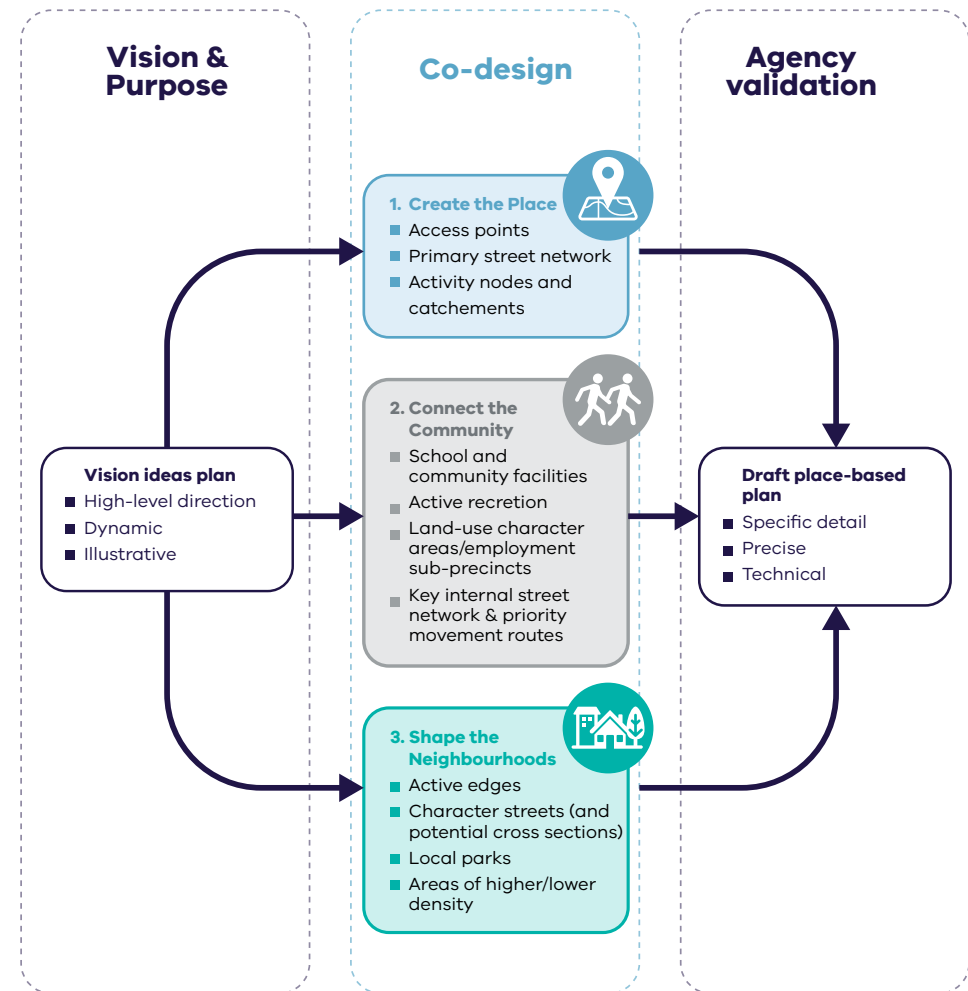 Vision &
Purpose
Co-design
Agency
validation
1. Create the Place
Access points
Primary street network
Activity nodes and
catchements
2. Connect the
Community
School and
community facilities
Active recretion
Land-use character
areas/employment
sub-precincts
Key internal street
network & priority
movement routes
Vision ideas plan
High-level direction
Dynamic
Illustrative
Draft place-based
plan
Specific detail
Precise
Technical
3. Shape the
Neighbourhoods
Active edges
Character streets (and
potential cross sections)
Local parks
Areas of higher/lower
density